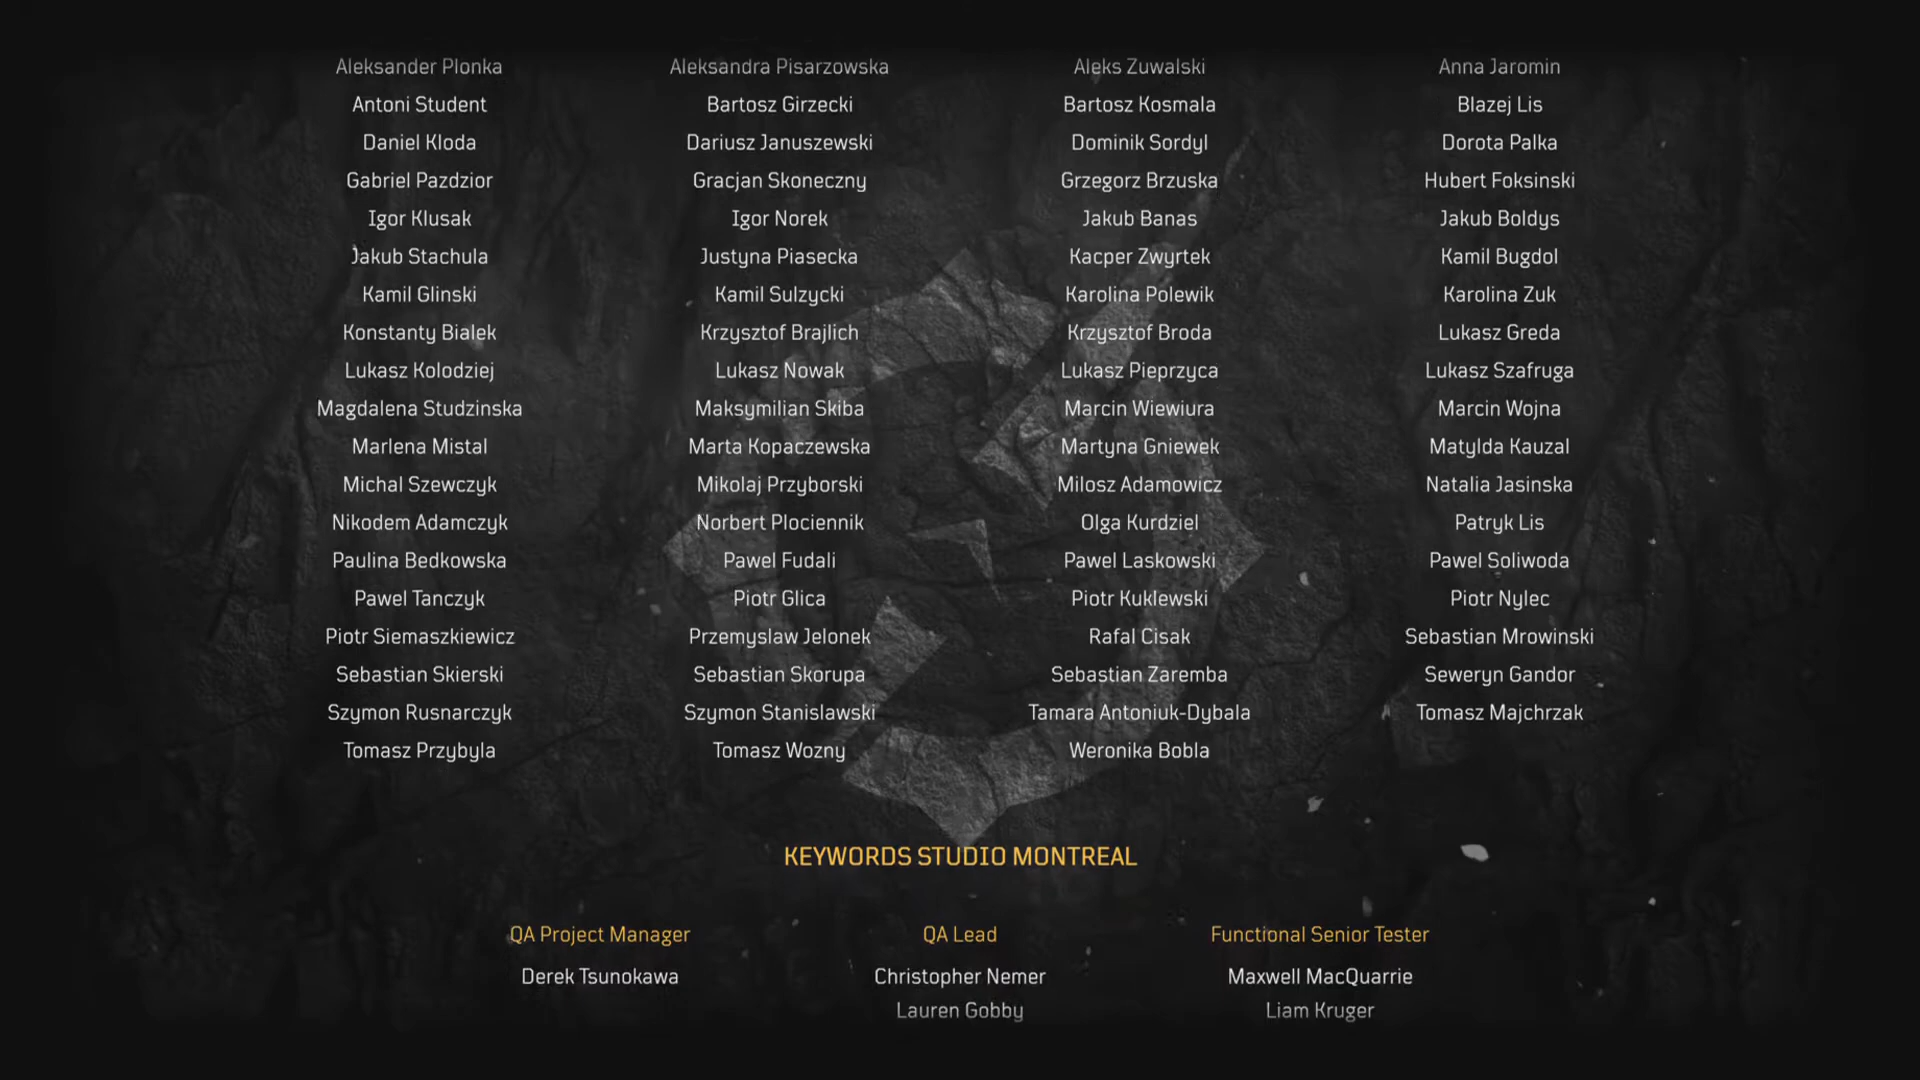 Aleksander Plonka Aleksandra Pisarzowska Aleks Zuwalski Anna Jaromin
Antoni Student Bartosz Girzecki Bartosz Kosmala Blazej Lis
Daniel Kloda Dariusz Januszewski Dominik Sordyl Dorota Palka
Gabriel Pazdzior Gracjan Skoneczny Grzegorz Brzuska Hubert Foksinski
Igor Klusak Igor Norek Jakub Banas Jakub Boldys
Jakub Stachula Justyna Piasecka Kacper Zwyrtek Kamil Bugdol
Kamil Glinski Kamil Sulzycki Karolina Polewik Karolina Zuk
Konstanty Bialek Krzysztof Brajlich Krzysztof Broda Lukasz Greda
Lukasz Kolodziej Lukasz Nowak Lukasz Pieprzyca Lukasz Szafruga
Magdalena Studzinska Maksymilian Skiba Marcin Wiewiura Marcin Wojna
Marlena Mistal Marta Kopaczewska Martyna Gniewek Matylda Kauzal
Michal Szewczyk Mikolaj Przyborski Milosz Adamowicz Natalia Jasinska
Nikodem Adamczyk Norbert Plociennik Olga Kurdziel Patryk Lis
Paulina Bedkowska Pawel Fudali Pawel Laskowski Pawel Soliwoda
Pawel Tanczyk Piotr Glica Piotr Kuklewski Piotr Nylec
Piotr Siemaszkiewicz Przemyslaw Jelonek Rafal Cisak Sebastian Mrowinski
Sebastian Skierski Sebastian Skorupa Sebastian Zaremba Seweryn Gandor
Szymon Rusnarczyk Szymon Stanislawski Tamara Antoniuk-Dybala Tomasz Majchrzak
Tomasz Przybyla Tomasz Wozny Weronika Bobla
KEYWORDS STUDIO MONTREAL
QA Project Manager QA Lead Functional Senior Tester
Derek Tsunokawa Christopher Nemer Maxwell MacQuarrie
Lauren Gobby Liam Kruger